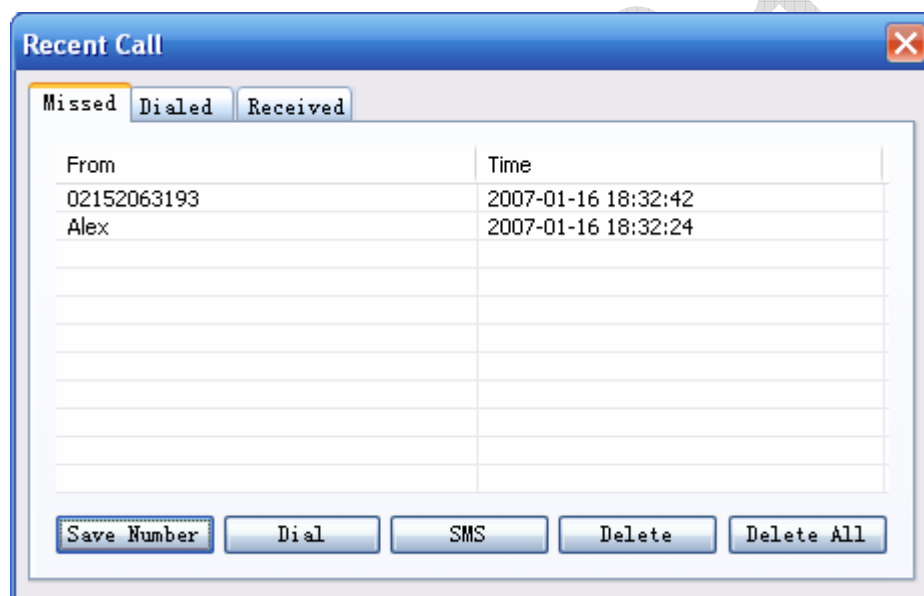 Recent Call
Missed Dialed Received
From Time
02152063193 2007-01-16 18:32:42
Alex 2007-01-16 18:32:24
Save Number Dial SMS Delete Delete All